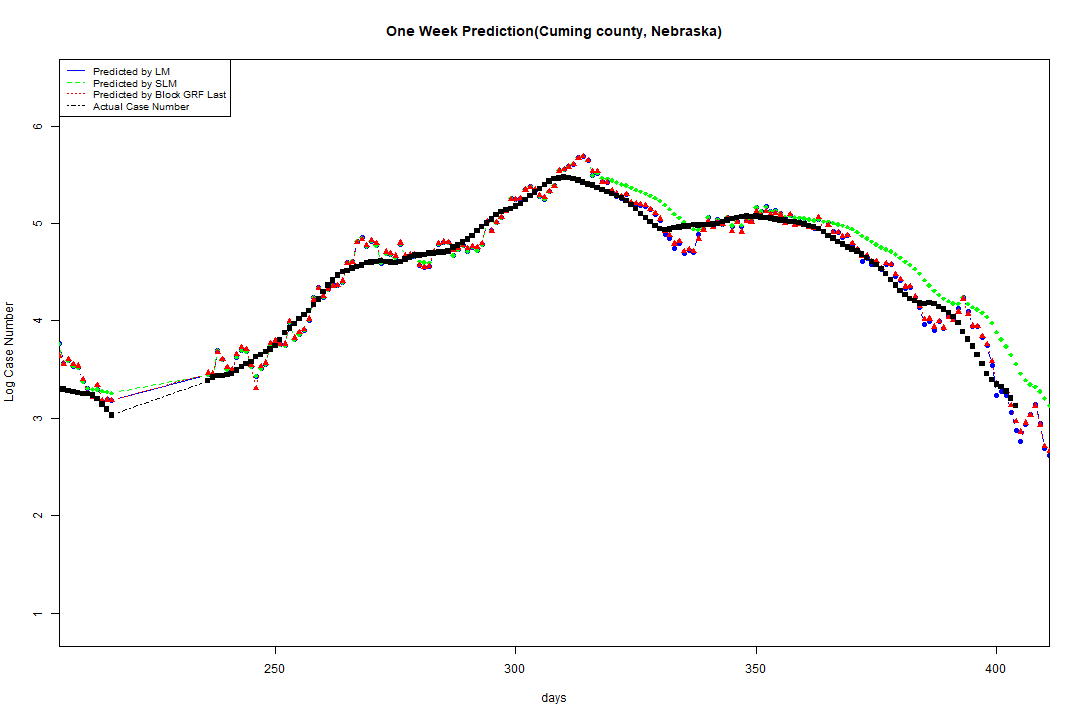 One Week Prediction(Cuming county, Nebraska)
Predicted by LM
Predicted by SLM
Predicted by Block GRF Last
Actual Case Number
Log Case Number
6
5
4
3
2
1
250
300
350
400
days